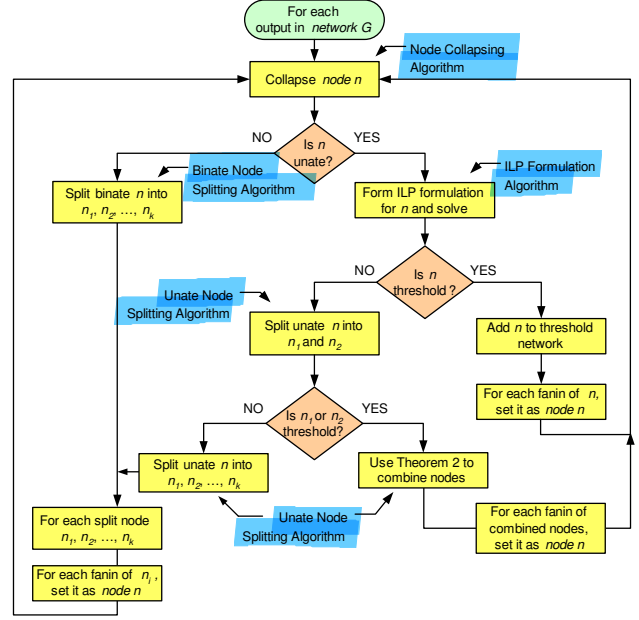 For each
output in network G
Node Collapsing
Algorithm
Collapse node n
NO
YES
Is n
unate?
Binate Node
Splitting Algorithm
ILP Formulation
Algorithm
Split binate n into
n1, n2, ..., nk
Form ILP formulation
for n and solve
NO
YES
Is n
threshold ?
Unate Node
Splitting Algorithm
Split unate n into
n1 and n2
Add n to threshold
network
For each fanin of n,
set it as node n
NO
YES
Is n1 or n2
threshold?
Split unate n into
n1, n2, ..., nk
Use Theorem 2 to
combine nodes
For each split node
n1, n2, ..., nk
Unate Node
Splitting Algorithm
For each fanin of
combined nodes,
set it as node n
For each fanin of ni ,
set it as node n